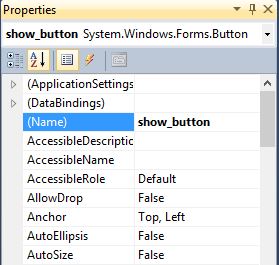 Properties
show_button System.Windows.Forms.Button
(ApplicationSettings
(DataBindings)
(Name) show_button
AccessibleDescription
AccessibleName
AccessibleRole Default
AllowDrop False
Anchor Top, Left
AutoEllipsis False
AutoSize False